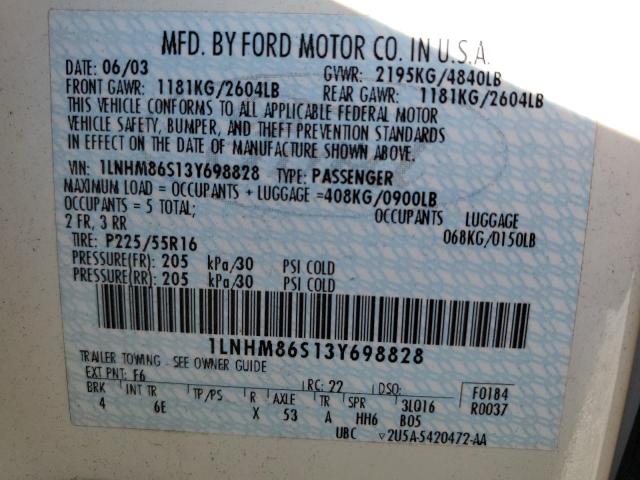 MFD. BY FORD MOTOR CO. IN U.S.A.
DATE: 06/03 GVWR: 2195KG/4840LB
FRONT GAWR: 1181KG/2604LB REAR GAWR: 1181KG/2604LB
THIS VEHICLE CONFORMS TO ALL APPLICABLE FEDERAL MOTOR
VEHICLE SAFETY, BUMPER, AND THEFT PREVENTION STANDARDS
IN EFFECT ON THE DATE OF MANUFACTURE SHOWN ABOVE.
VIN: 1LNHM86S13Y698828 TYPE: PASSENGER
MAXIMUM LOAD = OCCUPANTS + LUGGAGE =408KG/0900LB
OCCUPANTS = 5 TOTAL; OCCUPANTS LUGGAGE
2 FR, 3 RR 068KG/0150LB
TIRE: P225/55R16
PRESSURE(FR): 205 kPa/30 PSI COLD
PRESSURE(RR): 205 kPa/30 PSI COLD
1LNHM86S13Y698828
TRAILER TOWING - SEE OWNER GUIDE
EXT PNT: F6 RC: 22 DSO: F0184
BRK INT TR TP/PS R AXLE TR SPR 3LQ16 R0037
4 6E X 53 A HH6 B05
UBC 2U5A-5420472-AA